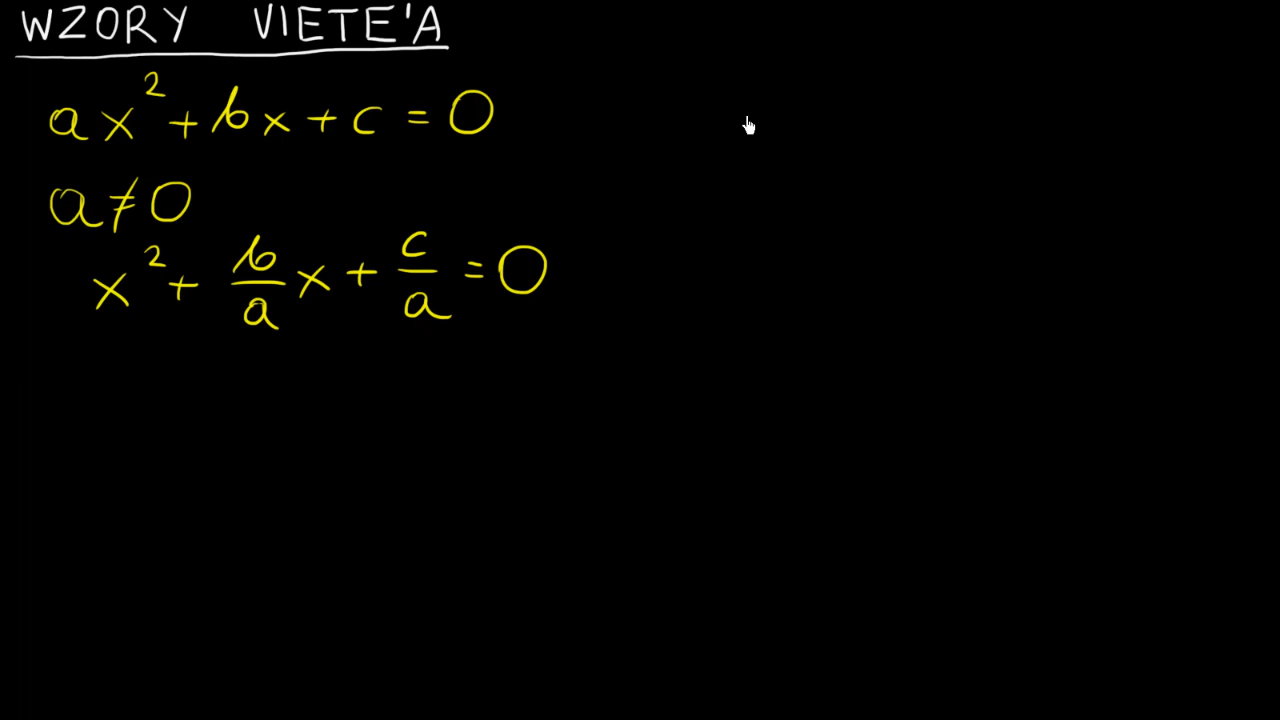 WZORY VIETE'A
ax² + bx + c = 0
a ≠ 0
x² + b/a x + c/a = 0